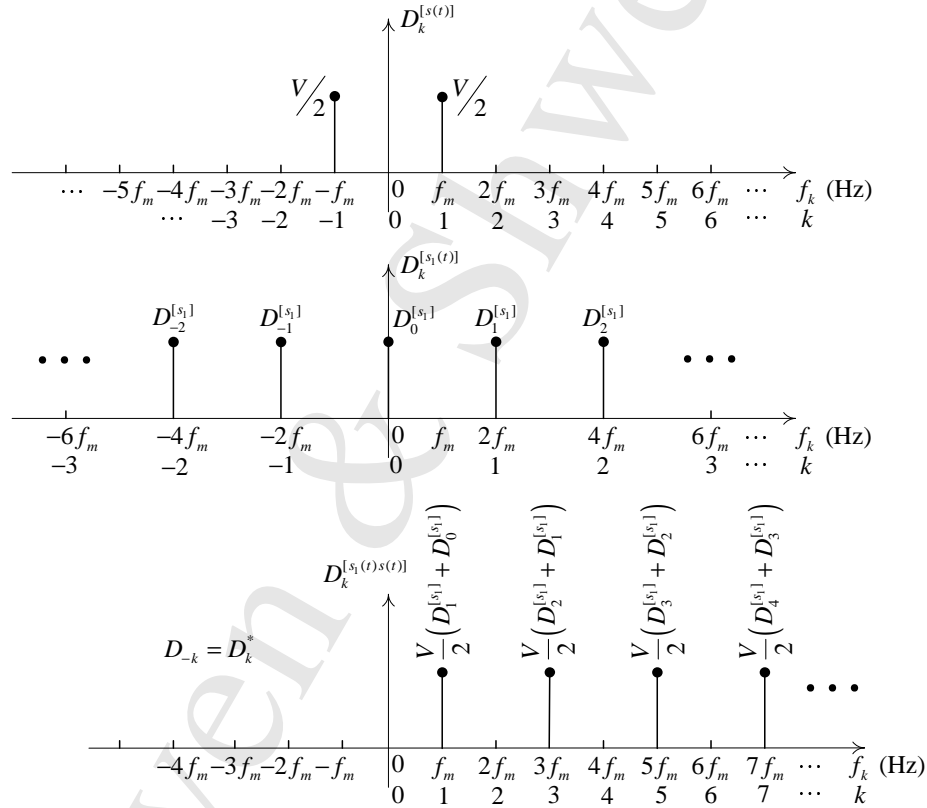 D_k^{[s(t)]}
V/2 V/2
⋯ −5f_m −4f_m −3f_m −2f_m −f_m 0 f_m 2f_m 3f_m 4f_m 5f_m 6f_m ⋯ f_k (Hz)
⋯ −3 −2 −1 0 1 2 3 4 5 6 ⋯ k
D_k^{[s_1(t)]}
D_{−2}^{[s_1]} D_{−1}^{[s_1]} D_0^{[s_1]} D_1^{[s_1]} D_2^{[s_1]}
−6f_m −4f_m −2f_m 0 f_m 2f_m 4f_m 6f_m ⋯ f_k (Hz)
−3 −2 −1 0 1 2 3 ⋯ k
D_k^{[s_1(t)s(t)]}
V/2 (D_1^{[s_1]} + D_0^{[s_1]})
V/2 (D_2^{[s_1]} + D_1^{[s_1]})
V/2 (D_3^{[s_1]} + D_2^{[s_1]})
V/2 (D_4^{[s_1]} + D_3^{[s_1]})
D_{−k} = D_k^*
−4f_m −3f_m −2f_m −f_m 0 f_m 2f_m 3f_m 4f_m 5f_m 6f_m 7f_m ⋯ f_k (Hz)
0 1 2 3 4 5 6 7 ⋯ k